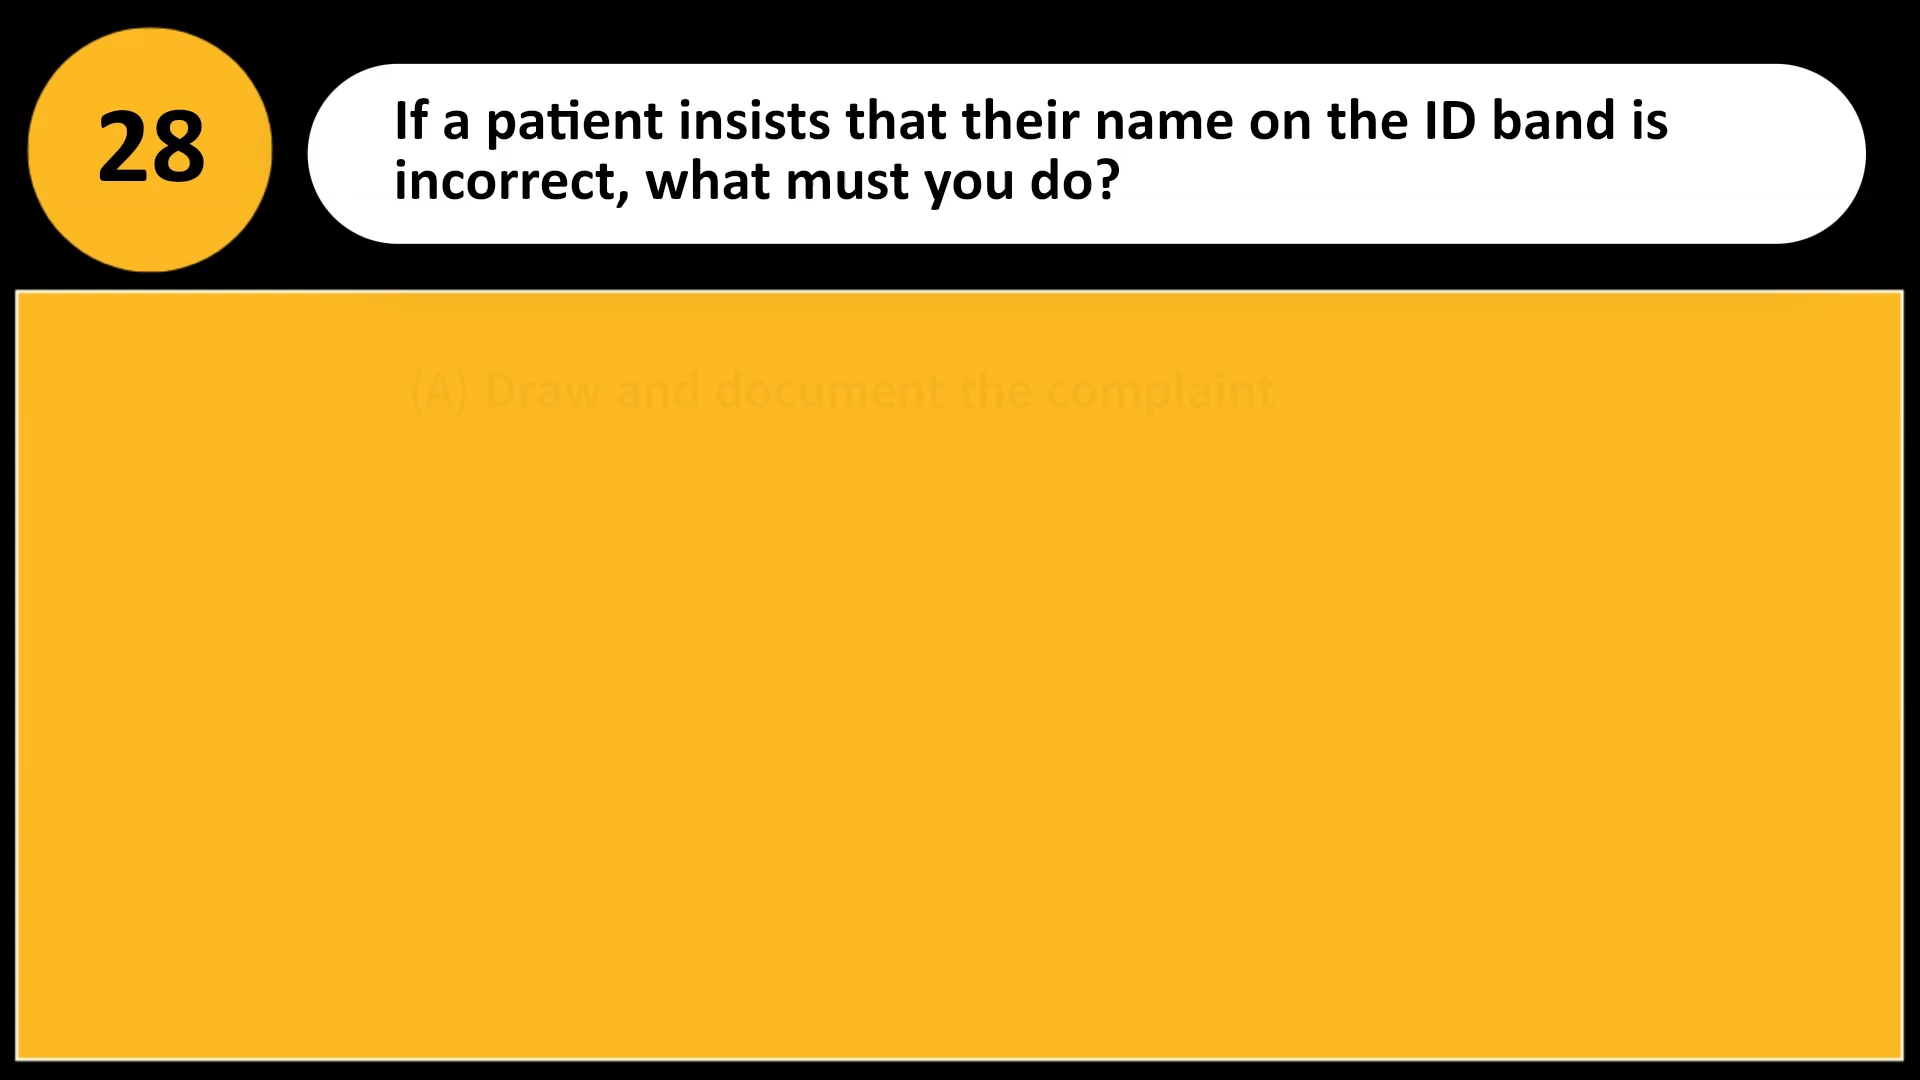 28
If a patient insists that their name on the ID band is
incorrect, what must you do?
(A) Draw and document the complaint